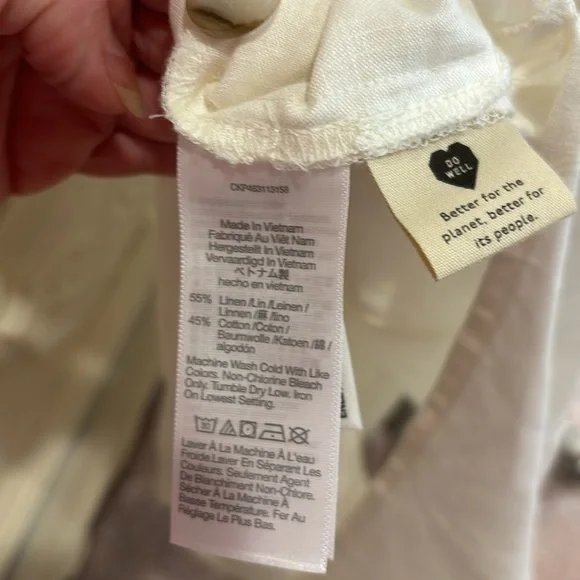 CKP463113158
Made In Vietnam
Fabriqué Au Viêt Nam
Hergestellt In Vietnam
Vervaardigd In Vietnam
ベトナム製
hecho en vietnam
55% Linen /Lin /Leinen /
Linnen /麻 /lino
45% Cotton /Coton /
Baumwolle /Katoen /綿 /
algodón
Machine Wash Cold With Like
Colors. Non-Chlorine Bleach
Only. Tumble Dry Low. Iron
On Lowest Setting.
30
Laver À La Machine À L'eau
Froide.Laver En Séparant Les
Couleurs. Seulement Agent
De Blanchiment Non-Chlore.
Sécher À La Machine À
Basse Température. Fer Au
Réglage Le Plus Bas.
DO
WELL
Better for the
planet, better for
its people.